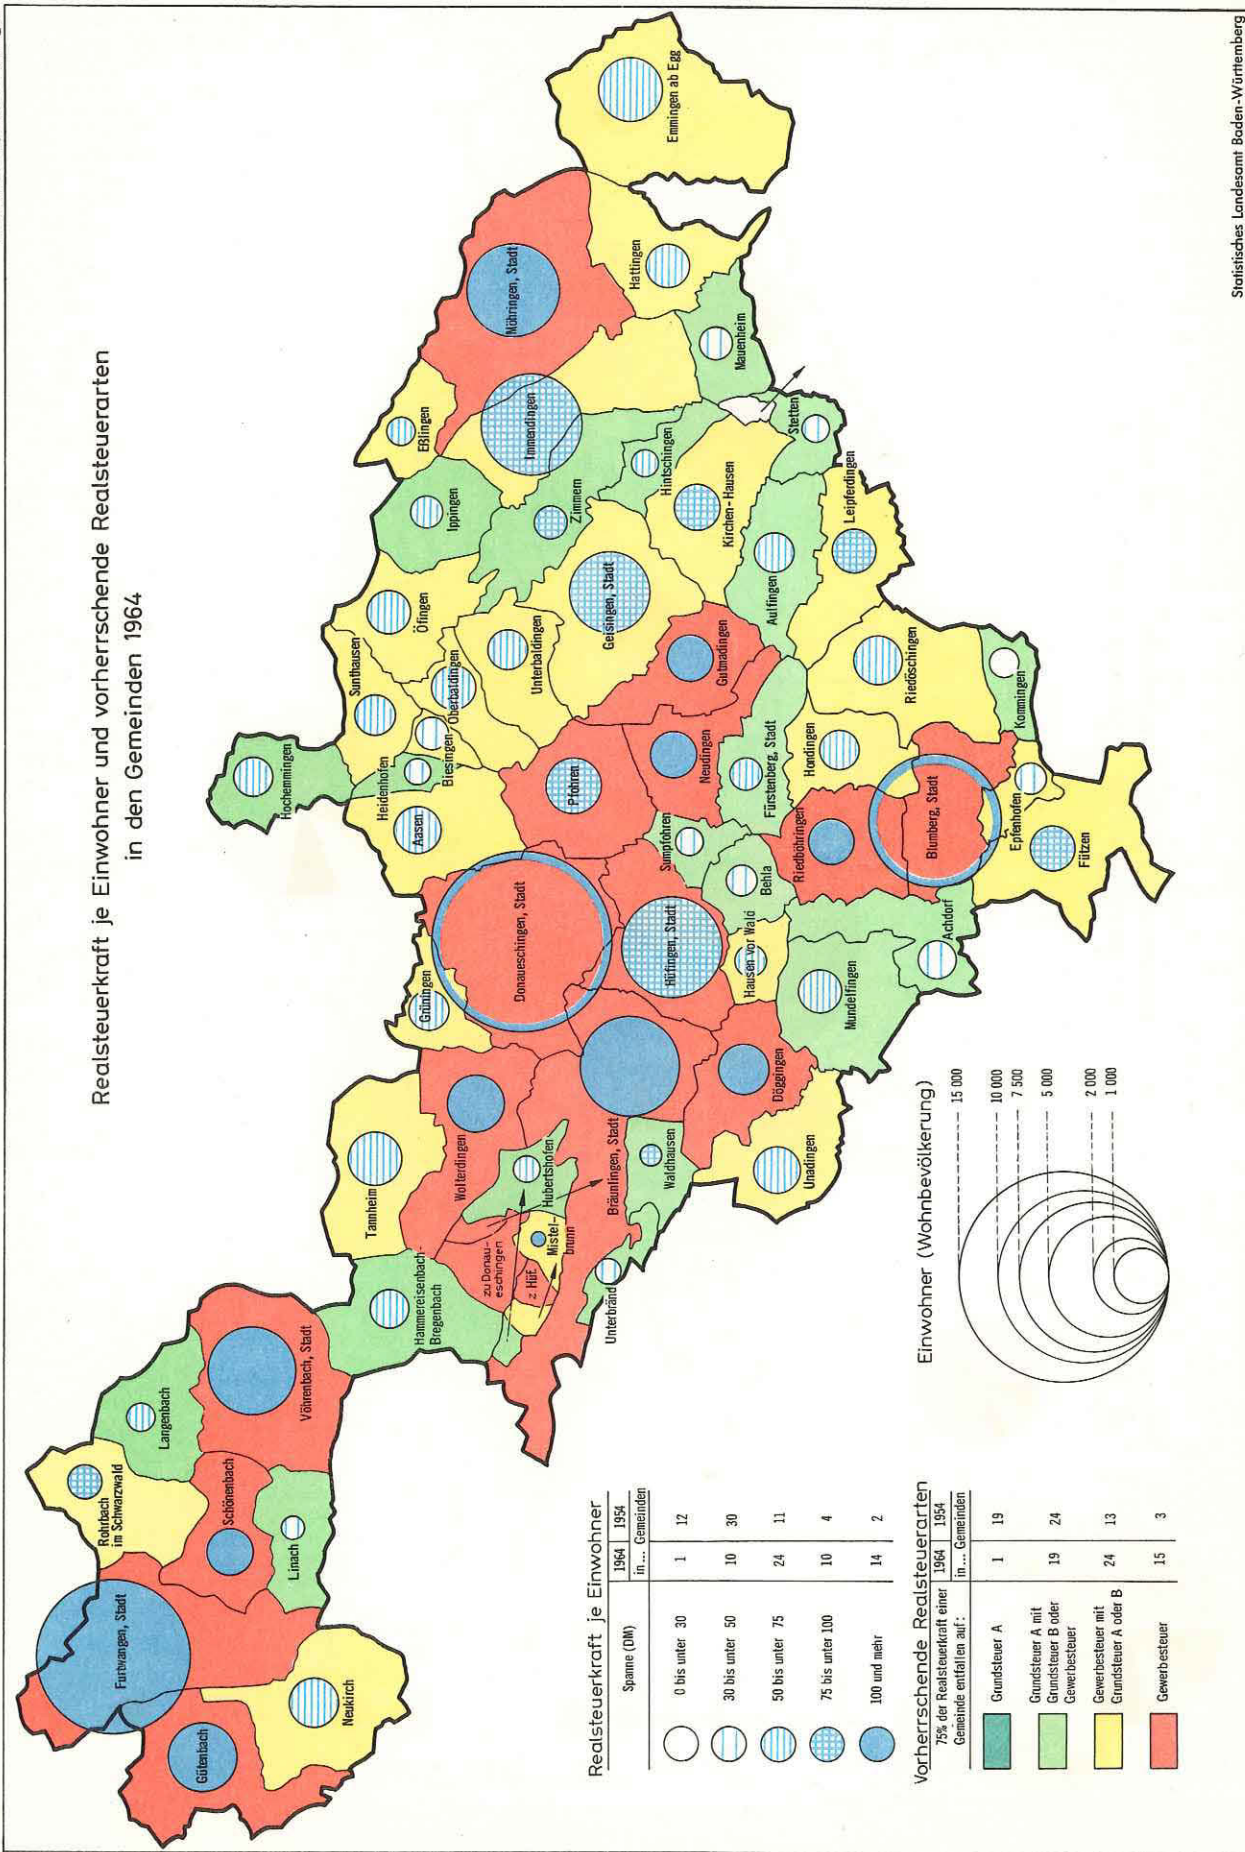 Realsteuerkraft je Einwohner und vorherrschende Realsteuerarten
in den Gemeinden 1964
Furtwangen, Stadt
Gütenbach
Neukirch
Rohrbach
im Schwarzwald
Schönenbach
Linach
Langenbach
Vöhrenbach, Stadt
Hammereisenbach-
Bregenbach
Tannheim
Wolterdingen
zu Donau-
eschingen
z. Hüf.
Mistel-
brunn
Hubertshofen
Unterbränd
Bräunlingen, Stadt
Waldhausen
Unadingen
Döggingen
Grüningen
Donaueschingen, Stadt
Hüfingen, Stadt
Hausen vor Wald
Mundelfingen
Achdorf
Aasen
Heidenhofen
Hochemmingen
Biesingen
Sunthausen
Oberbaldingen
Öfingen
Unterbaldingen
Pfohren
Sumpfohren
Behla
Neudingen
Fürstenberg, Stadt
Riedböhringen
Hondingen
Blumberg, Stadt
Epfenhofen
Fützen
Kommingen
Riedöschingen
Gutmadingen
Geisingen, Stadt
Aulfingen
Leipferdingen
Kirchen-Hausen
Stetten
Hintschingen
Zimmern
Ippingen
Eßlingen
Immendingen
Möhringen, Stadt
Mauenheim
Hattingen
Emmingen ab Egg
Realsteuerkraft je Einwohner
Spanne (DM) 1964 1954
in... Gemeinden
0 bis unter 30 1 12
30 bis unter 50 10 30
50 bis unter 75 24 11
75 bis unter 100 10 4
100 und mehr 14 2
Vorherrschende Realsteuerarten
75% der Realsteuerkraft einer
Gemeinde entfallen auf:
1964 1954
in... Gemeinden
Grundsteuer A 1 19
Grundsteuer A mit
Grundsteuer B oder
Gewerbesteuer
19 24
Gewerbesteuer mit
Grundsteuer A oder B
24 13
Gewerbesteuer 15 3
Einwohner (Wohnbevölkerung)
15 000
10 000
7 500
5 000
2 000
1 000
Statistisches Landesamt Baden-Württemberg